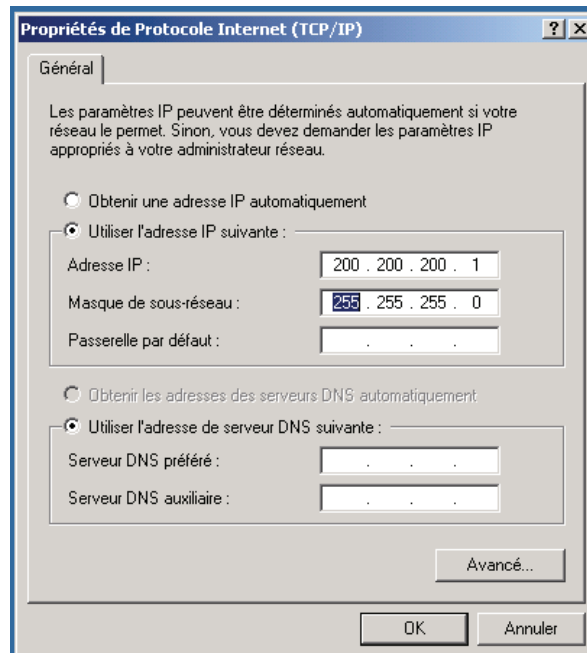 Propriétés de Protocole Internet (TCP/IP)
Général
Les paramètres IP peuvent être déterminés automatiquement si votre
réseau le permet. Sinon, vous devez demander les paramètres IP
appropriés à votre administrateur réseau.
Obtenir une adresse IP automatiquement
Utiliser l'adresse IP suivante :
Adresse IP : 200 . 200 . 200 . 1
Masque de sous-réseau : 255 . 255 . 255 . 0
Passerelle par défaut : . . .
Obtenir les adresses des serveurs DNS automatiquement
Utiliser l'adresse de serveur DNS suivante :
Serveur DNS préféré : . . .
Serveur DNS auxiliaire : . . .
Avancé...
OK Annuler